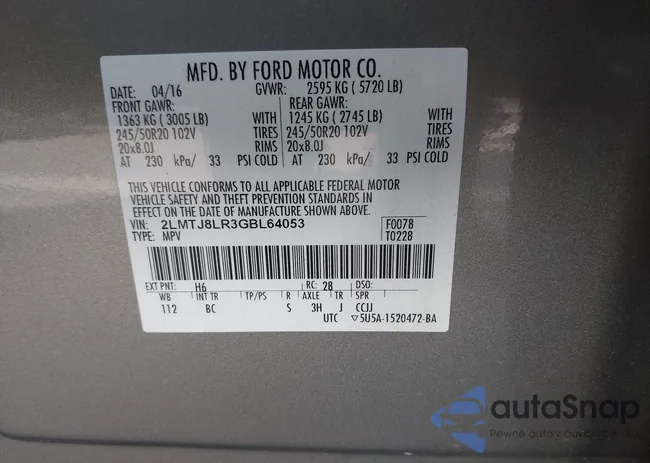 MFD. BY FORD MOTOR CO.
DATE: 04/16 GVWR: 2595 KG ( 5720 LB)
FRONT GAWR: REAR GAWR:
1363 KG ( 3005 LB) WITH 1245 KG ( 2745 LB) WITH
245/50R20 102V TIRES 245/50R20 102V TIRES
20x8.0J RIMS 20x8.0J RIMS
AT 230 kPa/ 33 PSI COLD AT 230 kPa/ 33 PSI COLD
THIS VEHICLE CONFORMS TO ALL APPLICABLE FEDERAL MOTOR
VEHICLE SAFETY AND THEFT PREVENTION STANDARDS IN
EFFECT ON THE DATE OF MANUFACTURE SHOWN ABOVE.
VIN: 2LMTJ8LR3GBL64053 F0078
TYPE: MPV T0228
EXT PNT: H6 RC: 28 DSO:
WB INT TR TP/PS R AXLE TR SPR
112 BC S 3H J CCJJ
UTC ▽5U5A-1520472-BA
autaSnap
Pewne auto z aukcji